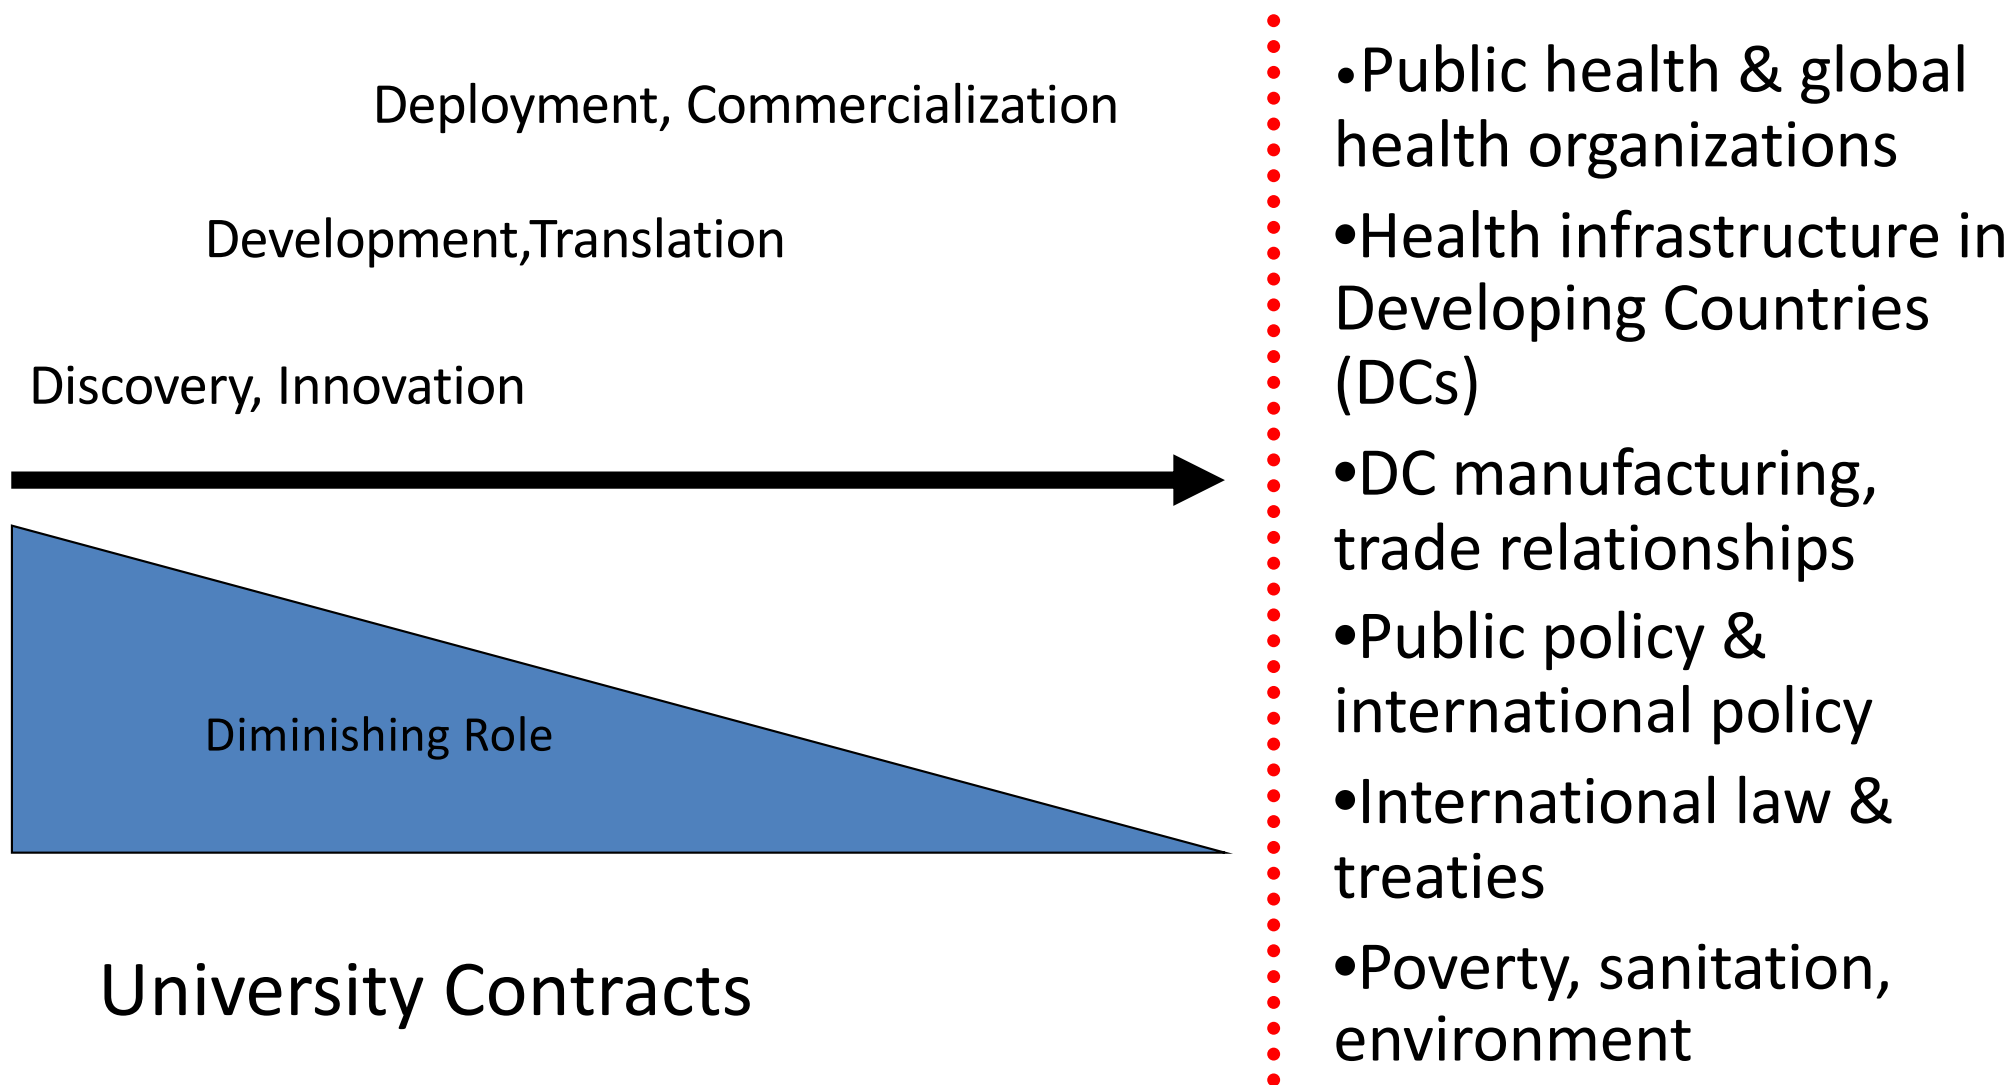 Deployment, Commercialization
Development,Translation
Discovery, Innovation
Diminishing Role
University Contracts
•Public health & global
health organizations
•Health infrastructure in
Developing Countries
(DCs)
•DC manufacturing,
trade relationships
•Public policy &
international policy
•International law &
treaties
•Poverty, sanitation,
environment